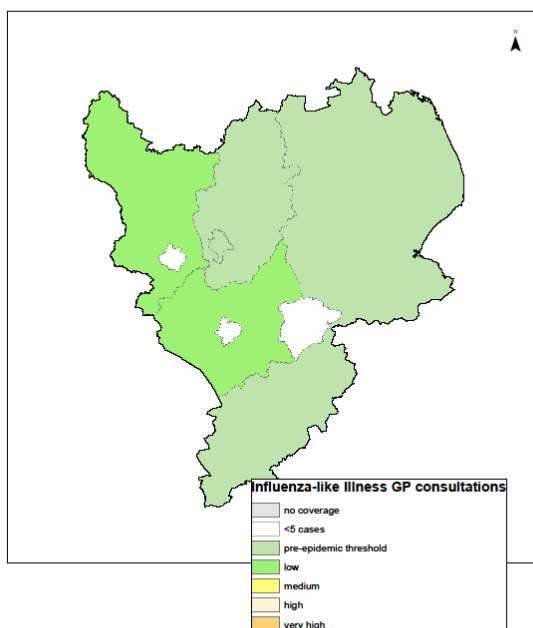 N
Influenza-like Illness GP consultations
no coverage
<5 cases
pre-epidemic threshold
low
medium
high
very high